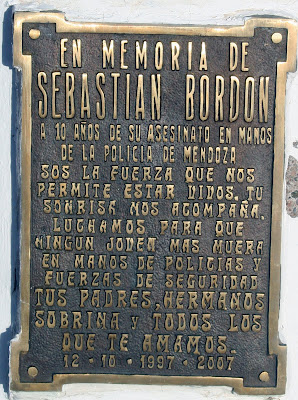 EN MEMORIA DE
SEBASTIAN BORDON
A 10 AÑOS DE SU ASESINATO EN MANOS
DE LA POLICIA DE MENDOZA
SOS LA FUERZA QUE NOS
PERMITE ESTAR VIVOS. TU
SONRISA NOS ACOMPAÑA.
LUCHAMOS PARA QUE
NINGUN JOVEN MAS MUERA
EN MANOS DE POLICIAS Y
FUERZAS DE SEGURIDAD
TUS PADRES, HERMANOS
SOBRINA Y TODOS LOS
QUE TE AMAMOS.
12 · 10 · 1997 · 2007